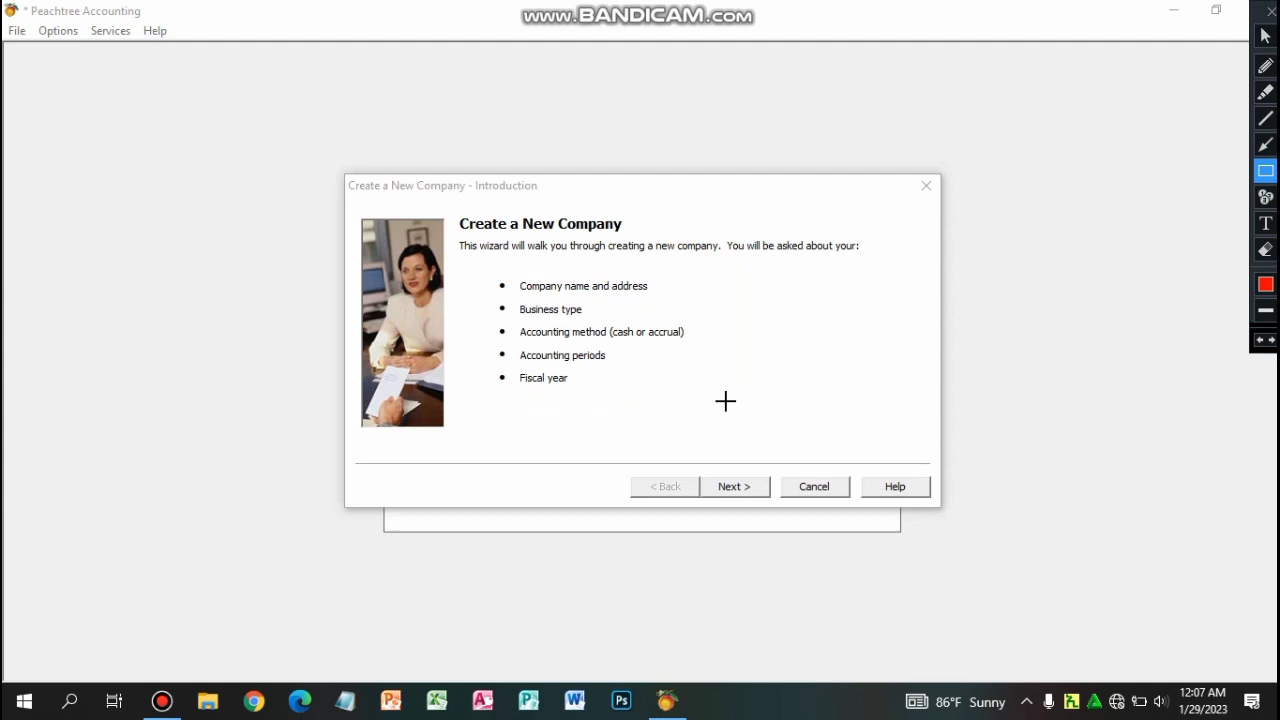 * Peachtree Accounting
www.BANDICAM.com
File Options Services Help
Create a New Company - Introduction
Create a New Company
This wizard will walk you through creating a new company. You will be asked about your:
• Company name and address
• Business type
• Accounting method (cash or accrual)
• Accounting periods
• Fiscal year
< Back Next > Cancel Help
86°F Sunny
12:07 AM
1/29/2023